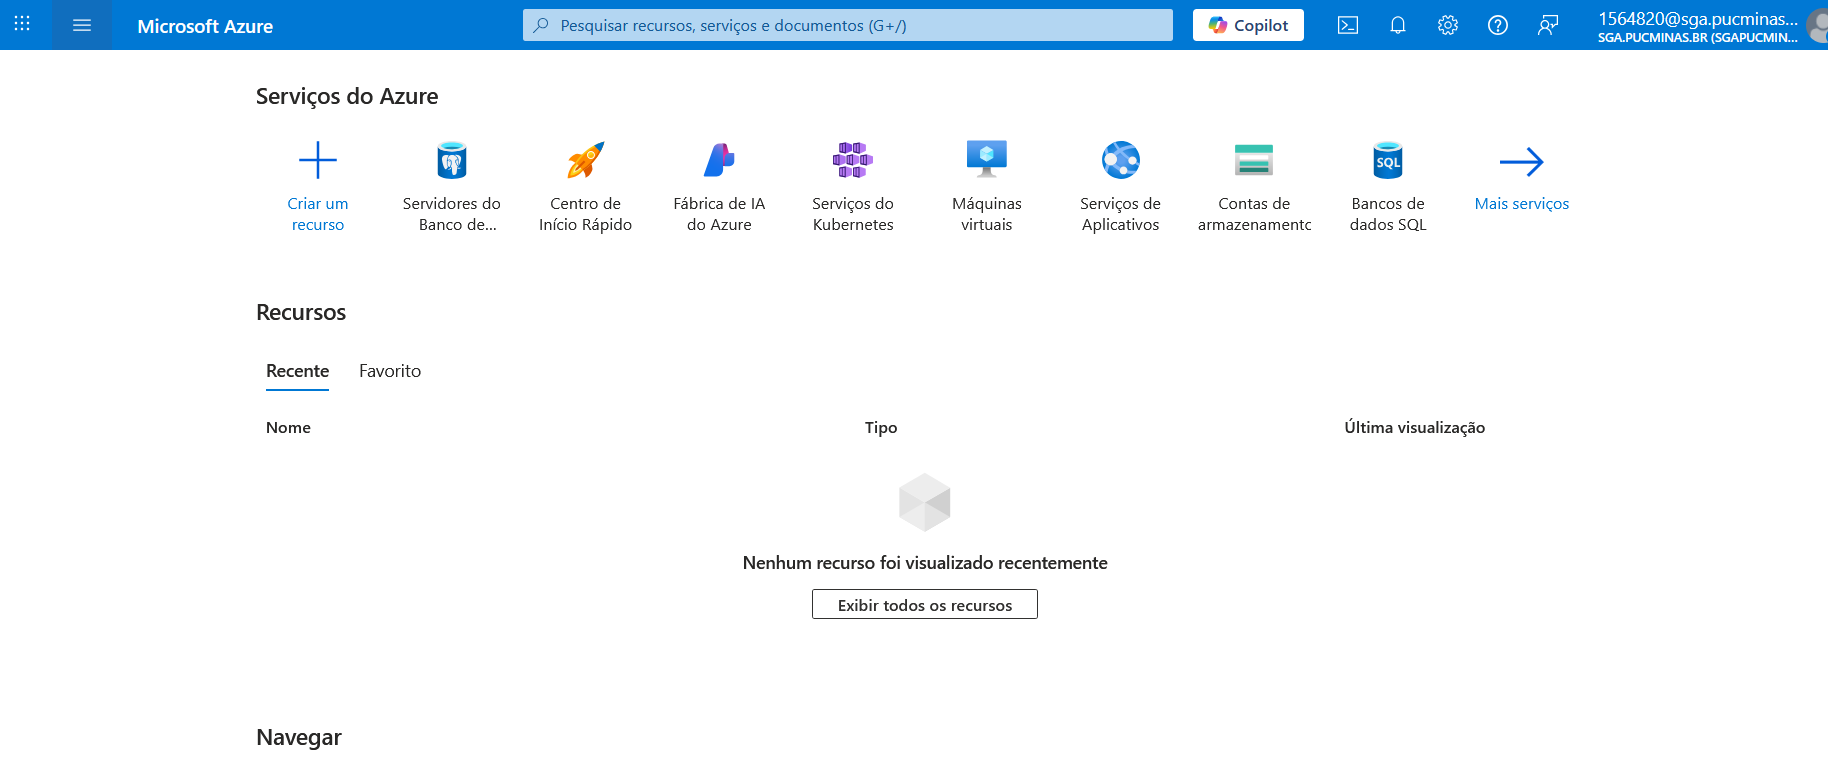 Microsoft Azure
Pesquisar recursos, serviços e documentos (G+/)
Copilot
1564820@sga.pucminas...
SGA.PUCMINAS.BR (SGAPUCMIN...
Serviços do Azure
Criar um
recurso
Servidores do
Banco de...
Centro de
Início Rápido
Fábrica de IA
do Azure
Serviços do
Kubernetes
Máquinas
virtuais
Serviços de
Aplicativos
Contas de
armazenamento
SQL
Bancos de
dados SQL
Mais serviços
Recursos
Recente
Favorito
Nome
Tipo
Última visualização
Nenhum recurso foi visualizado recentemente
Exibir todos os recursos
Navegar